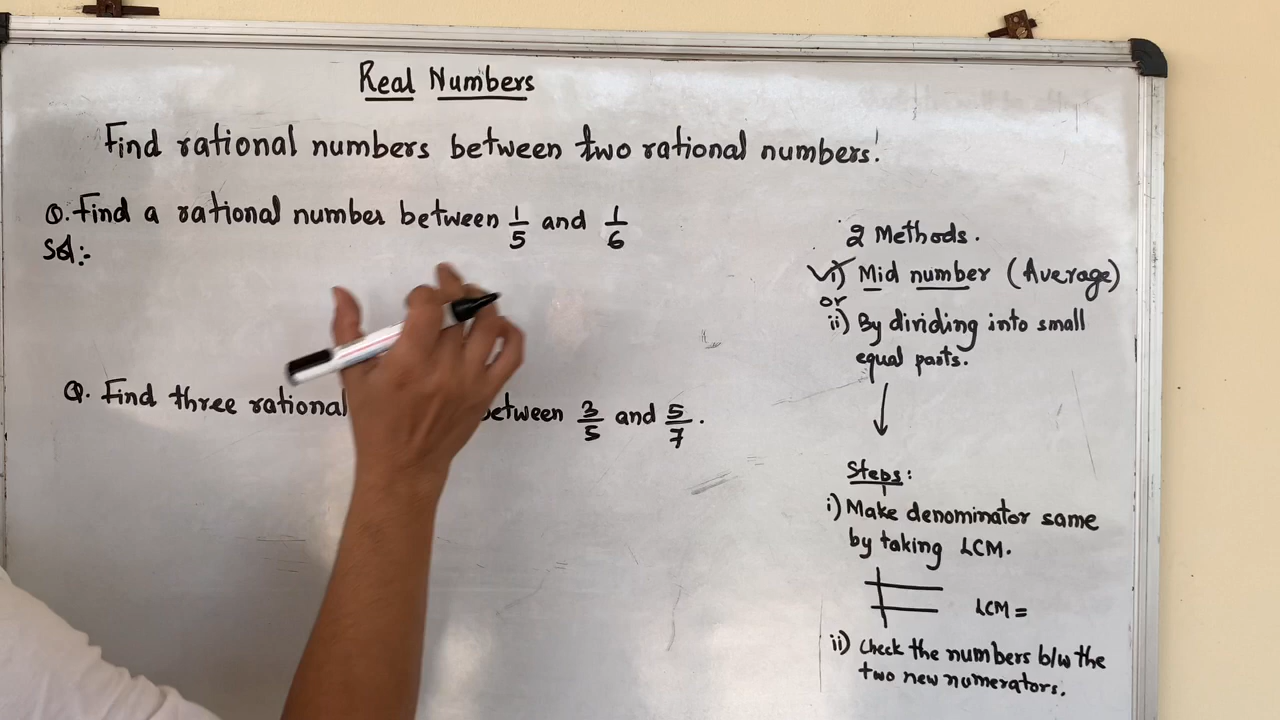 Real Numbers
Find rational numbers between two rational numbers.
Q. Find a rational number between 1/5 and 1/6
Sol:-
Q. Find three rational between 3/5 and 5/7.
2 Methods.
i) Mid number (Average)
or
ii) By dividing into small
equal parts.
Steps:
i) Make denominator same
by taking LCM.
LCM =
ii) Check the numbers b/w the
two new numerators.